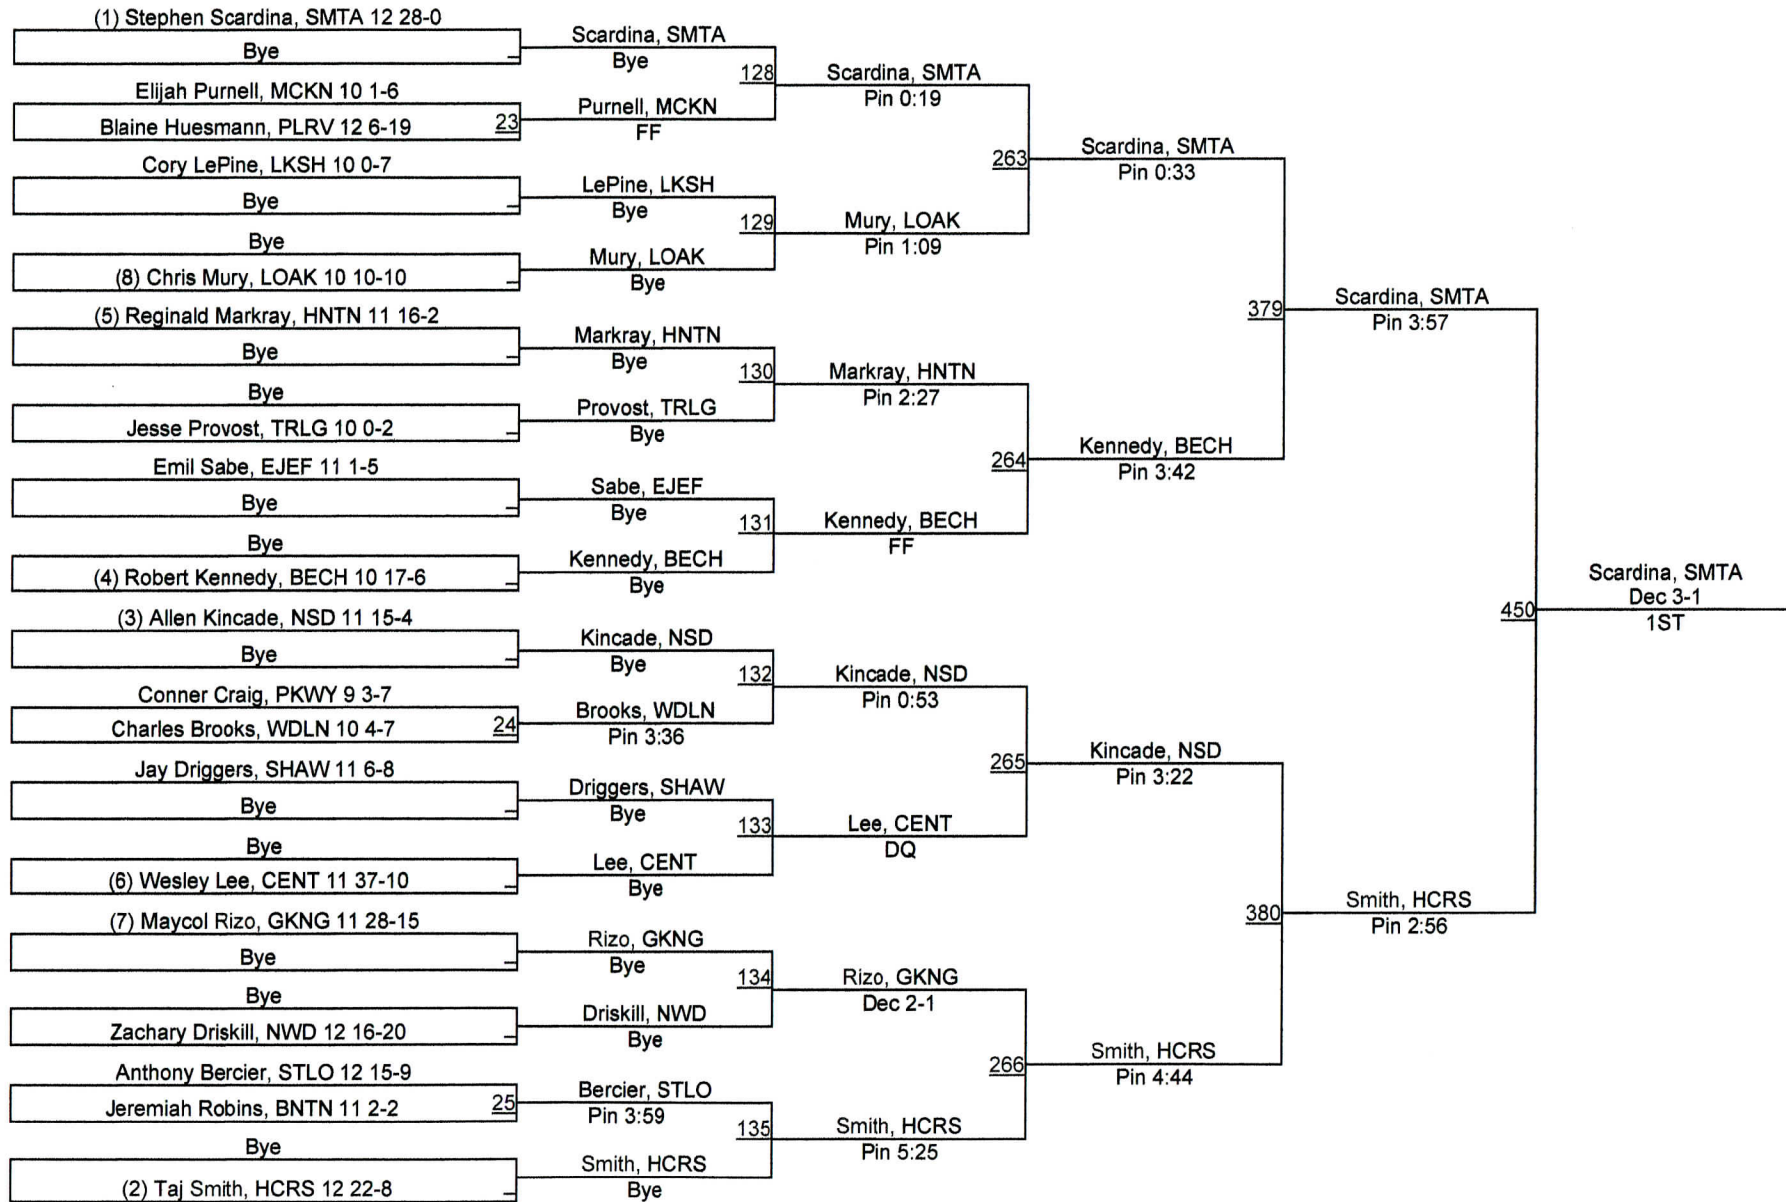 (1) Stephen Scardina, SMTA 12 28-0
Bye
Elijah Purnell, MCKN 10 1-6
Blaine Huesmann, PLRV 12 6-19
23
Cory LePine, LKSH 10 0-7
Bye
Bye
(8) Chris Mury, LOAK 10 10-10
(5) Reginald Markray, HNTN 11 16-2
Bye
Bye
Jesse Provost, TRLG 10 0-2
Emil Sabe, EJEF 11 1-5
Bye
Bye
(4) Robert Kennedy, BECH 10 17-6
(3) Allen Kincade, NSD 11 15-4
Bye
Conner Craig, PKWY 9 3-7
Charles Brooks, WDLN 10 4-7
24
Jay Driggers, SHAW 11 6-8
Bye
Bye
(6) Wesley Lee, CENT 11 37-10
(7) Maycol Rizo, GKNG 11 28-15
Bye
Bye
Zachary Driskill, NWD 12 16-20
Anthony Bercier, STLO 12 15-9
Jeremiah Robins, BNTN 11 2-2
25
Bye
(2) Taj Smith, HCRS 12 22-8
Scardina, SMTA
Bye
128
Purnell, MCKN
FF
LePine, LKSH
Bye
129
Mury, LOAK
Bye
Markray, HNTN
Bye
130
Provost, TRLG
Bye
Sabe, EJEF
Bye
131
Kennedy, BECH
Bye
Kincade, NSD
Bye
132
Brooks, WDLN
Pin 3:36
Driggers, SHAW
Bye
133
Lee, CENT
Bye
Rizo, GKNG
Bye
134
Driskill, NWD
Bye
Bercier, STLO
Pin 3:59
135
Smith, HCRS
Bye
Scardina, SMTA
Pin 0:19
263
Mury, LOAK
Pin 1:09
Markray, HNTN
Pin 2:27
264
Kennedy, BECH
FF
Kincade, NSD
Pin 0:53
265
Lee, CENT
DQ
Rizo, GKNG
Dec 2-1
266
Smith, HCRS
Pin 5:25
Scardina, SMTA
Pin 0:33
379
Kennedy, BECH
Pin 3:42
Kincade, NSD
Pin 3:22
380
Smith, HCRS
Pin 4:44
Scardina, SMTA
Pin 3:57
450
Smith, HCRS
Pin 2:56
Scardina, SMTA
Dec 3-1
1ST